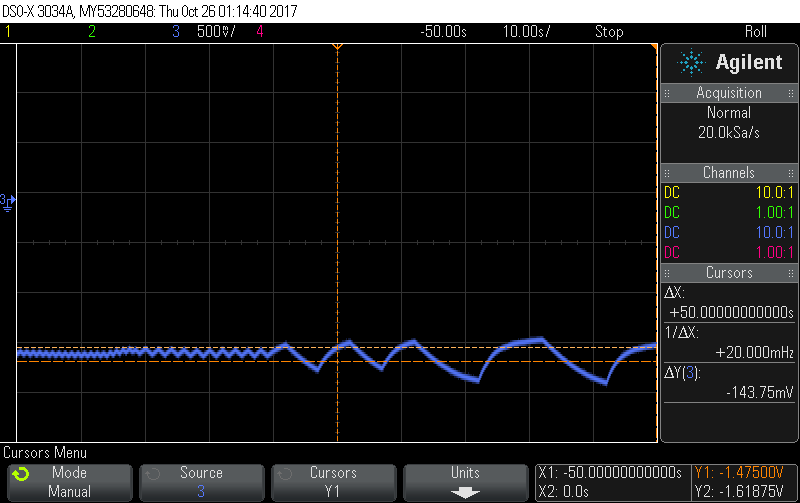 DSO-X 3034A, MY53280648: Thu Oct 26 01:14:40 2017
1 2 3 500mV/ 4 -50.00s 10.00s/ Stop Roll
Agilent
Acquisition
Normal
20.0kSa/s
Channels
DC 10.0:1
DC 1.00:1
DC 10.0:1
DC 1.00:1
Cursors
ΔX:
+50.00000000000s
1/ΔX:
+20.000mHz
ΔY(3):
-143.75mV
3
Cursors Menu
Mode
Manual
Source
3
Cursors
Y1
Units
X1: -50.00000000000s
X2: 0.0s
Y1: -1.47500V
Y2: -1.61875V